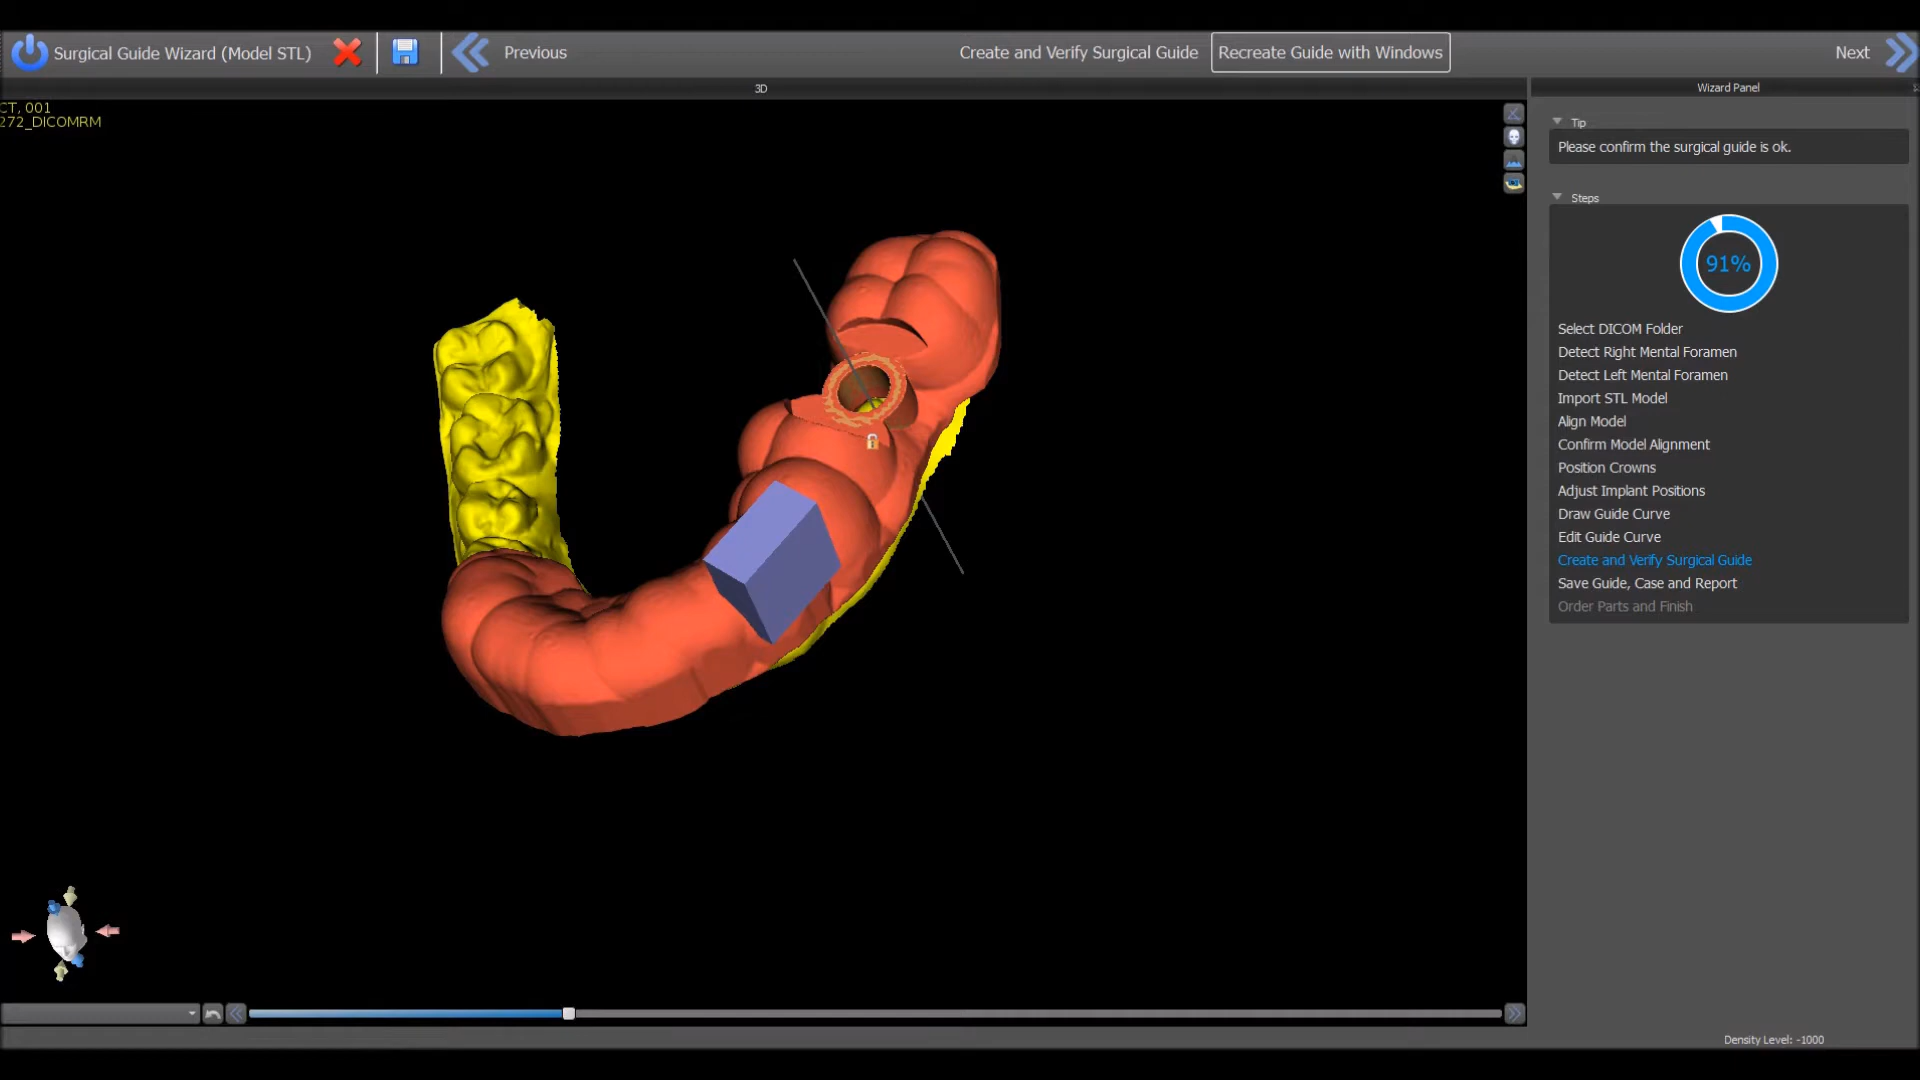 Surgical Guide Wizard (Model STL)
Previous
Create and Verify Surgical Guide
Recreate Guide with Windows
Next
3D
Wizard Panel
CT, 001
272_DICOMRM
Tip
Please confirm the surgical guide is ok.
Steps
91%
Select DICOM Folder
Detect Right Mental Foramen
Detect Left Mental Foramen
Import STL Model
Align Model
Confirm Model Alignment
Position Crowns
Adjust Implant Positions
Draw Guide Curve
Edit Guide Curve
Create and Verify Surgical Guide
Save Guide, Case and Report
Order Parts and Finish
Density Level: -1000